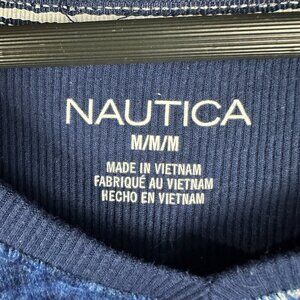 NAUTICA
M/M/M
MADE IN VIETNAM
FABRIQUÉ AU VIETNAM
HECHO EN VIETNAM